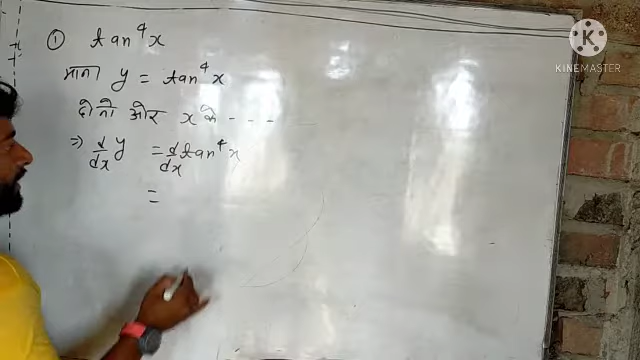 ① tan⁴x
माना y = tan⁴x
दोनो ओर x के - - -
⇒ d/dx y = d/dx tan⁴x
=
KINEMASTER